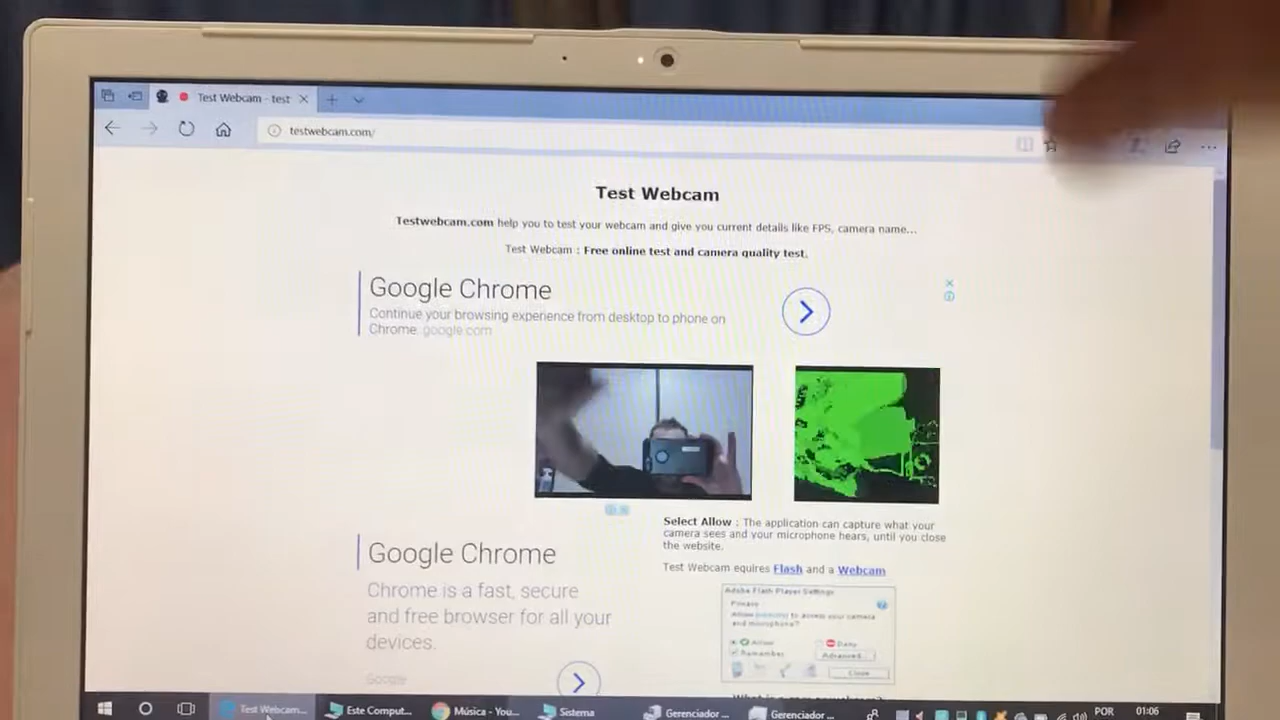 Test Webcam - test
testwebcam.com/
Test Webcam
Testwebcam.com help you to test your webcam and give you current details like FPS, camera name...
Test Webcam : Free online test and camera quality test.
Google Chrome
Continue your browsing experience from desktop to phone on
Chrome. google.com
Select Allow : The application can capture what your
camera sees and your microphone hears, until you close
the website.
Test Webcam equires Flash and a Webcam
Google Chrome
Chrome is a fast, secure
and free browser for all your
devices.
Google
Adobe Flash Player Settings
Privacy
Allow to access your camera
and microphone?
Allow
Deny
Remember
Advanced...
Close
Test Webcam...
Este Comput...
Música - You...
Sistema
Gerenciador ...
Gerenciador ...
POR
01:06